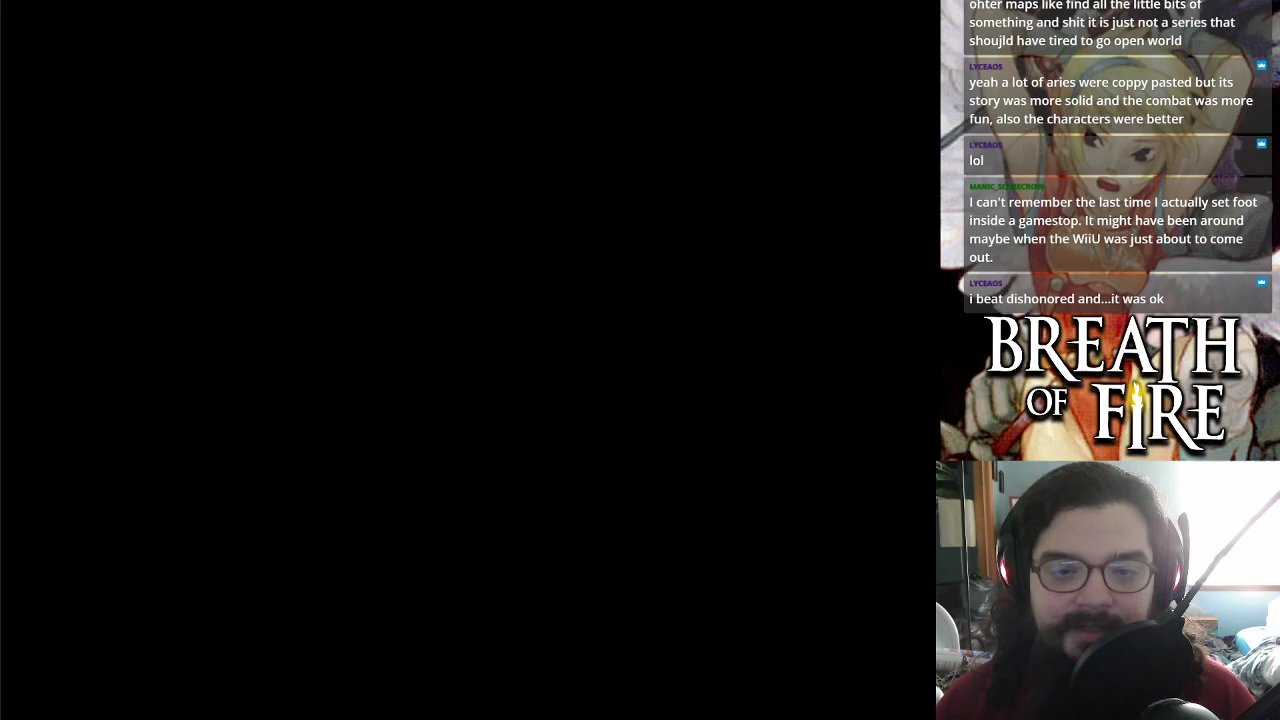 ohter maps like find all the little bits of
something and shit it is just not a series that
shoujld have tired to go open world
LYCEAOS
yeah a lot of aries were coppy pasted but its
story was more solid and the combat was more
fun, also the characters were better
LYCEAOS
lol
MANIC_SCARECROW
I can't remember the last time I actually set foot
inside a gamestop. It might have been around
maybe when the WiiU was just about to come
out.
LYCEAOS
i beat dishonored and...it was ok
BREATH
OF FIRE